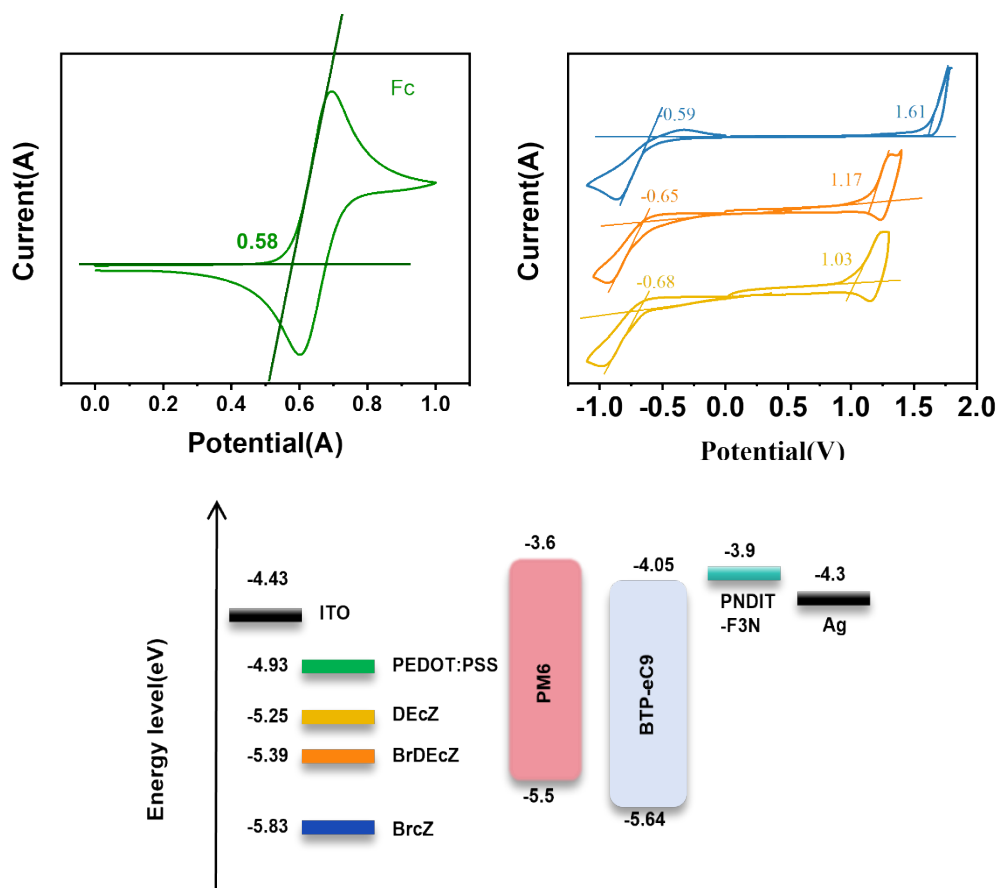 Fc
0.58
Current(A)
0.0
0.2
0.4
0.6
0.8
1.0
Potential(A)
-0.59
1.61
-0.65
1.17
-0.68
1.03
Current(A)
-1.0
-0.5
0.0
0.5
1.0
1.5
2.0
Potential(V)
Energy level(eV)
-4.43
ITO
-4.93
PEDOT:PSS
-5.25
DEcZ
-5.39
BrDEcZ
-5.83
BrcZ
-3.6
PM6
-5.5
-4.05
BTP-eC9
-5.64
-3.9
PNDIT
-F3N
-4.3
Ag